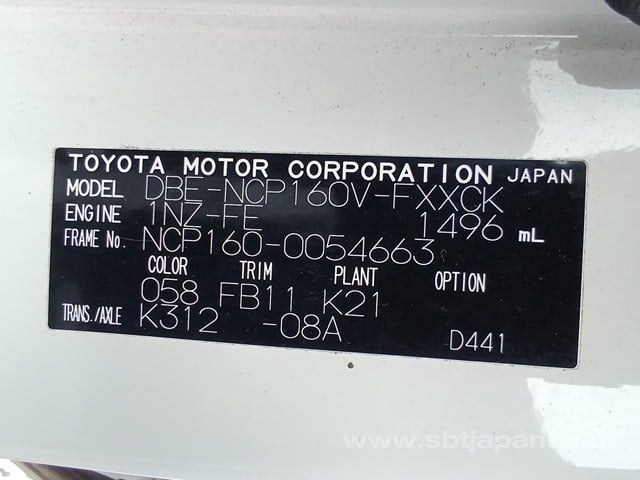 TOYOTA MOTOR CORPORATION JAPAN
MODEL DBE-NCP160V-FXXCK
ENGINE 1NZ-FE 1496 mL
FRAME No. NCP160-0054663
COLOR TRIM PLANT OPTION
058 FB11 K21
TRANS./AXLE K312 -08A
D441
www.sbtjapan.com